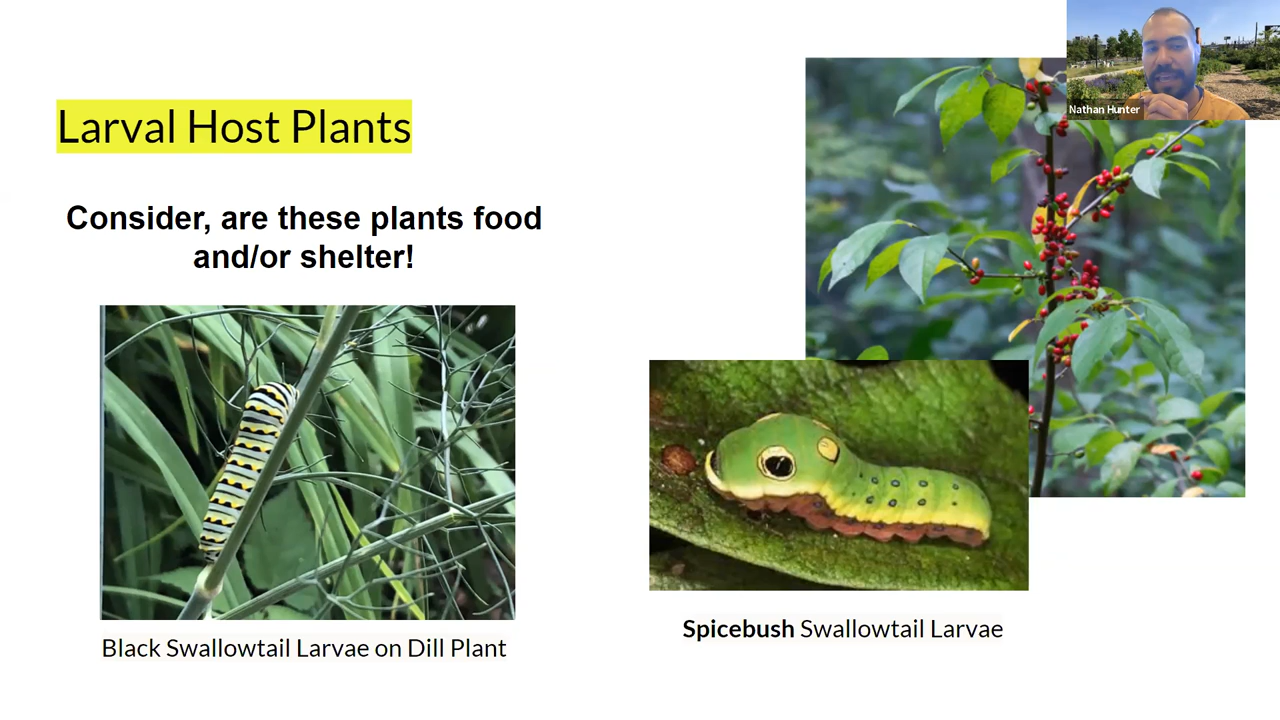 Nathan Hunter
Larval Host Plants
Consider, are these plants food
and/or shelter!
Black Swallowtail Larvae on Dill Plant
Spicebush Swallowtail Larvae